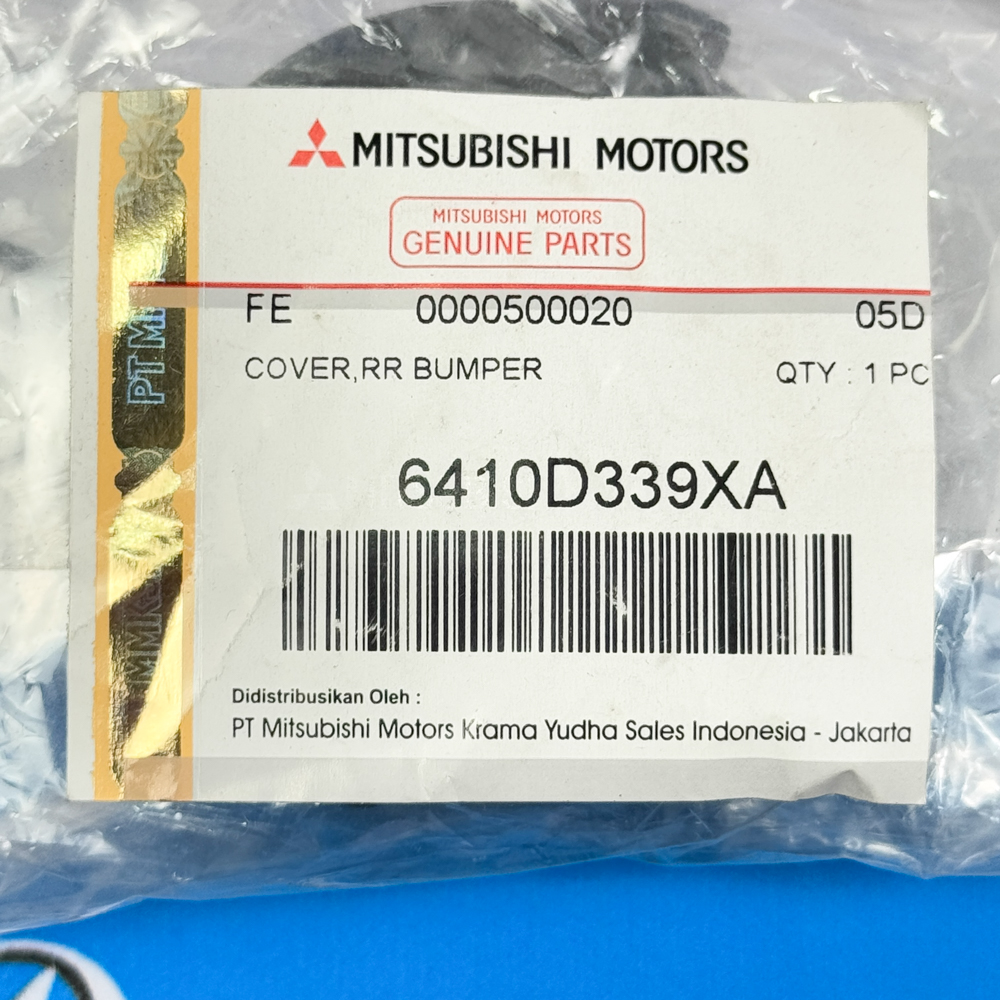 MITSUBISHI MOTORS
MITSUBISHI MOTORS
GENUINE PARTS
FE 0000500020 05D
COVER,RR BUMPER QTY : 1 PC
6410D339XA
Didistribusikan Oleh :
PT Mitsubishi Motors Krama Yudha Sales Indonesia - Jakarta
PT